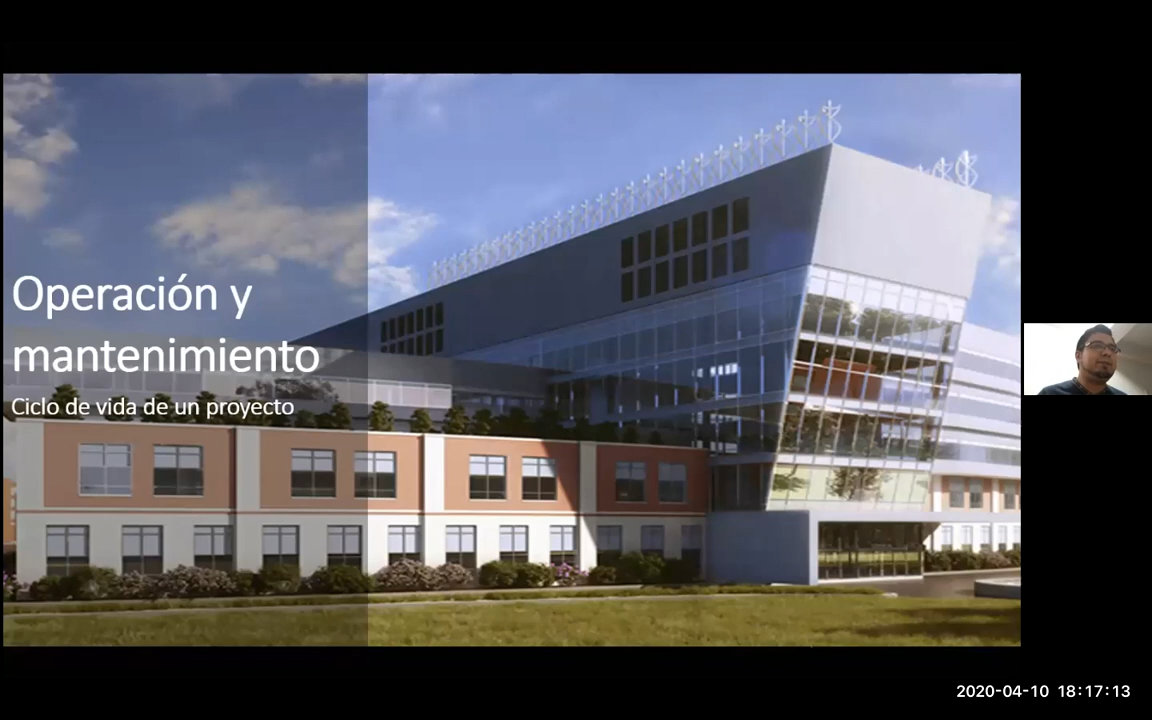 Operación y
mantenimiento
Ciclo de vida de un proyecto
2020-04-10 18:17:13